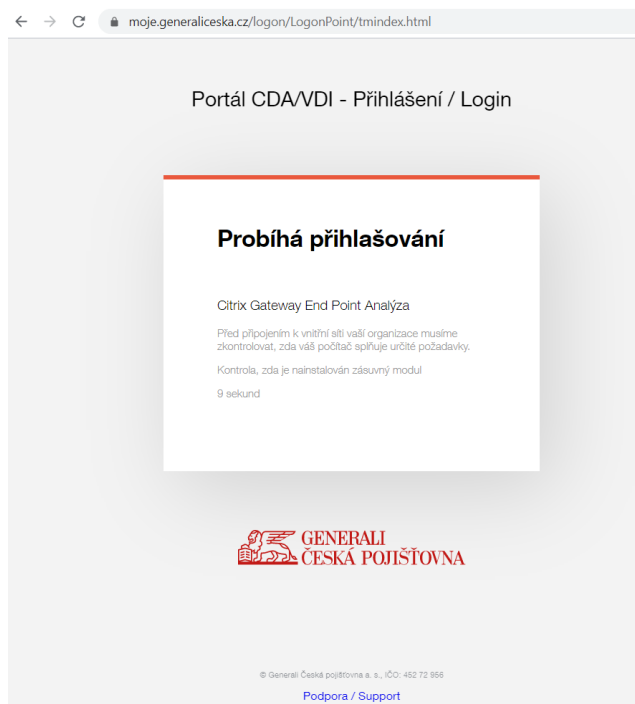 moje.generaliceska.cz/logon/LogonPoint/tmindex.html
Portál CDA/VDI - Přihlášení / Login
Probíhá přihlašování
Citrix Gateway End Point Analýza
Před připojením k vnitřní síti vaší organizace musíme
zkontrolovat, zda váš počítač splňuje určité požadavky.
Kontrola, zda je nainstalován zásuvný modul
9 sekund
GENERALI
ČESKÁ POJIŠŤOVNA
© Generali Česká pojišťovna a. s., IČO: 452 72 956
Podpora / Support